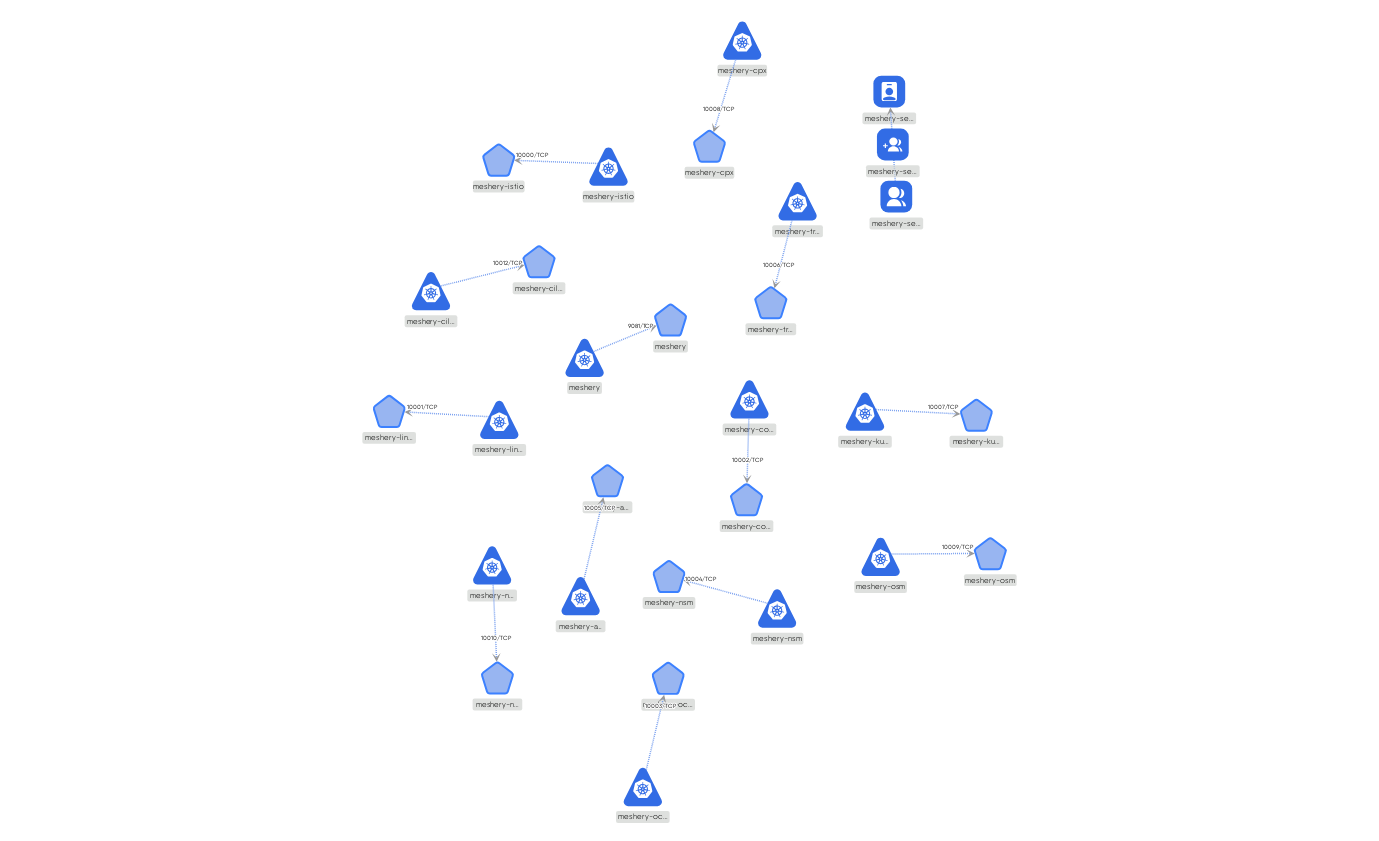 meshery-cpx
10008/TCP
meshery-cpx
meshery-se...
meshery-se...
meshery-se...
10000/TCP
meshery-istio
meshery-istio
meshery-tr...
10006/TCP
meshery-tr...
10012/TCP
meshery-cil...
meshery-cil...
9081/TCP
meshery
meshery
10001/TCP
meshery-lin...
meshery-lin...
meshery-co...
10002/TCP
meshery-co...
10007/TCP
meshery-ku...
meshery-ku...
10005/TCP
-a...
meshery-a...
meshery-n...
10010/TCP
meshery-n...
10004/TCP
meshery-nsm
meshery-nsm
10009/TCP
meshery-osm
meshery-osm
10003/TCP
oc...
meshery-oc...